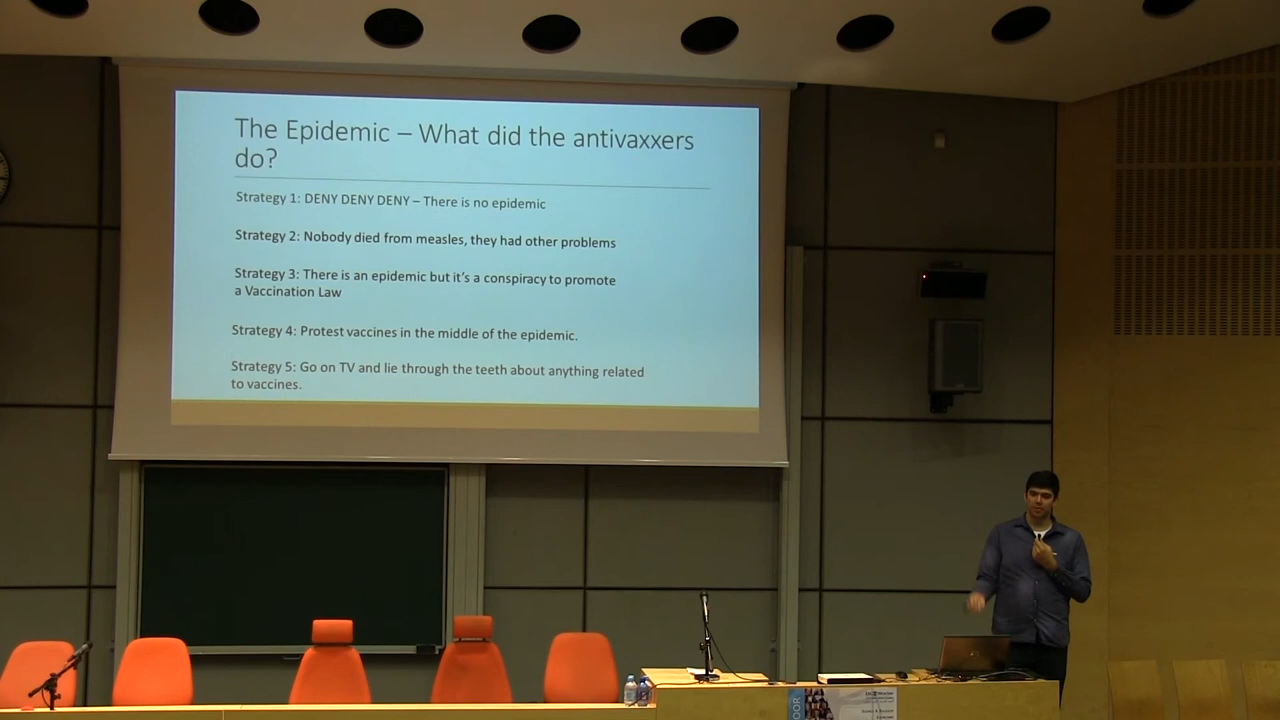 The Epidemic – What did the antivaxxers
do?
Strategy 1: DENY DENY DENY – There is no epidemic
Strategy 2: Nobody died from measles, they had other problems
Strategy 3: There is an epidemic but it's a conspiracy to promote
a Vaccination Law
Strategy 4: Protest vaccines in the middle of the epidemic.
Strategy 5: Go on TV and lie through the teeth about anything related
to vaccines.